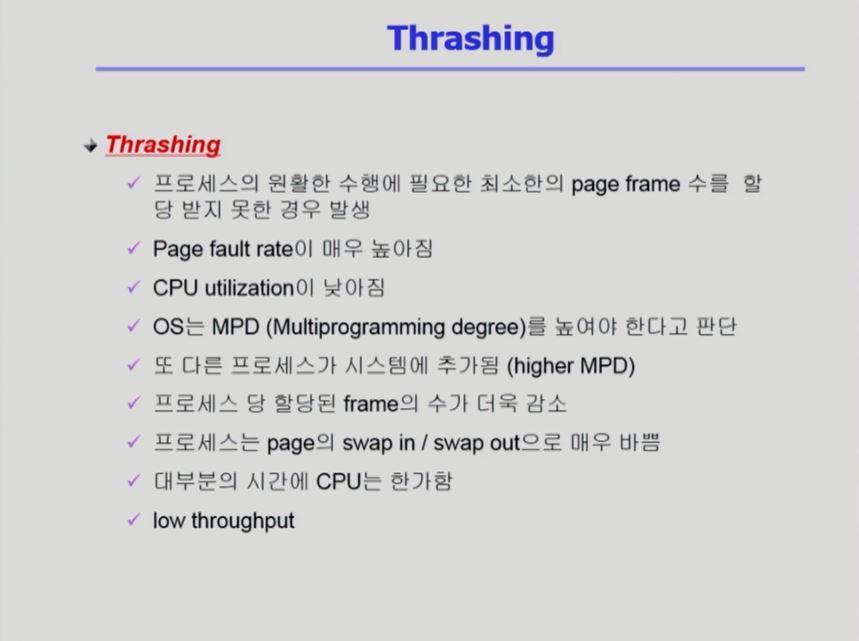 Thrashing
Thrashing
프로세스의 원활한 수행에 필요한 최소한의 page frame 수를 할
당 받지 못한 경우 발생
Page fault rate이 매우 높아짐
CPU utilization이 낮아짐
OS는 MPD (Multiprogramming degree)를 높여야 한다고 판단
또 다른 프로세스가 시스템에 추가됨 (higher MPD)
프로세스 당 할당된 frame의 수가 더욱 감소
프로세스는 page의 swap in / swap out으로 매우 바쁨
대부분의 시간에 CPU는 한가함
low throughput